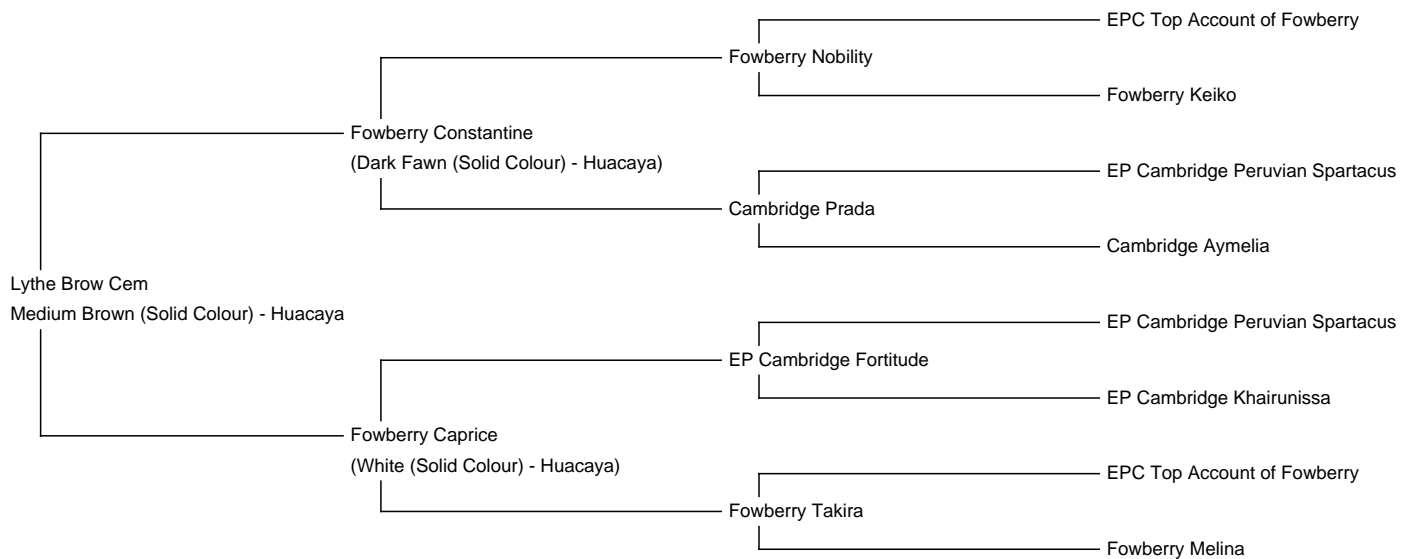 EPC Top Account of Fowberry
Fowberry Nobility
Fowberry Keiko
Fowberry Constantine
(Dark Fawn (Solid Colour) - Huacaya)
EP Cambridge Peruvian Spartacus
Cambridge Prada
Cambridge Aymelia
Lythe Brow Cem
Medium Brown (Solid Colour) - Huacaya
EP Cambridge Peruvian Spartacus
EP Cambridge Fortitude
EP Cambridge Khairunissa
Fowberry Caprice
(White (Solid Colour) - Huacaya)
EPC Top Account of Fowberry
Fowberry Takira
Fowberry Melina